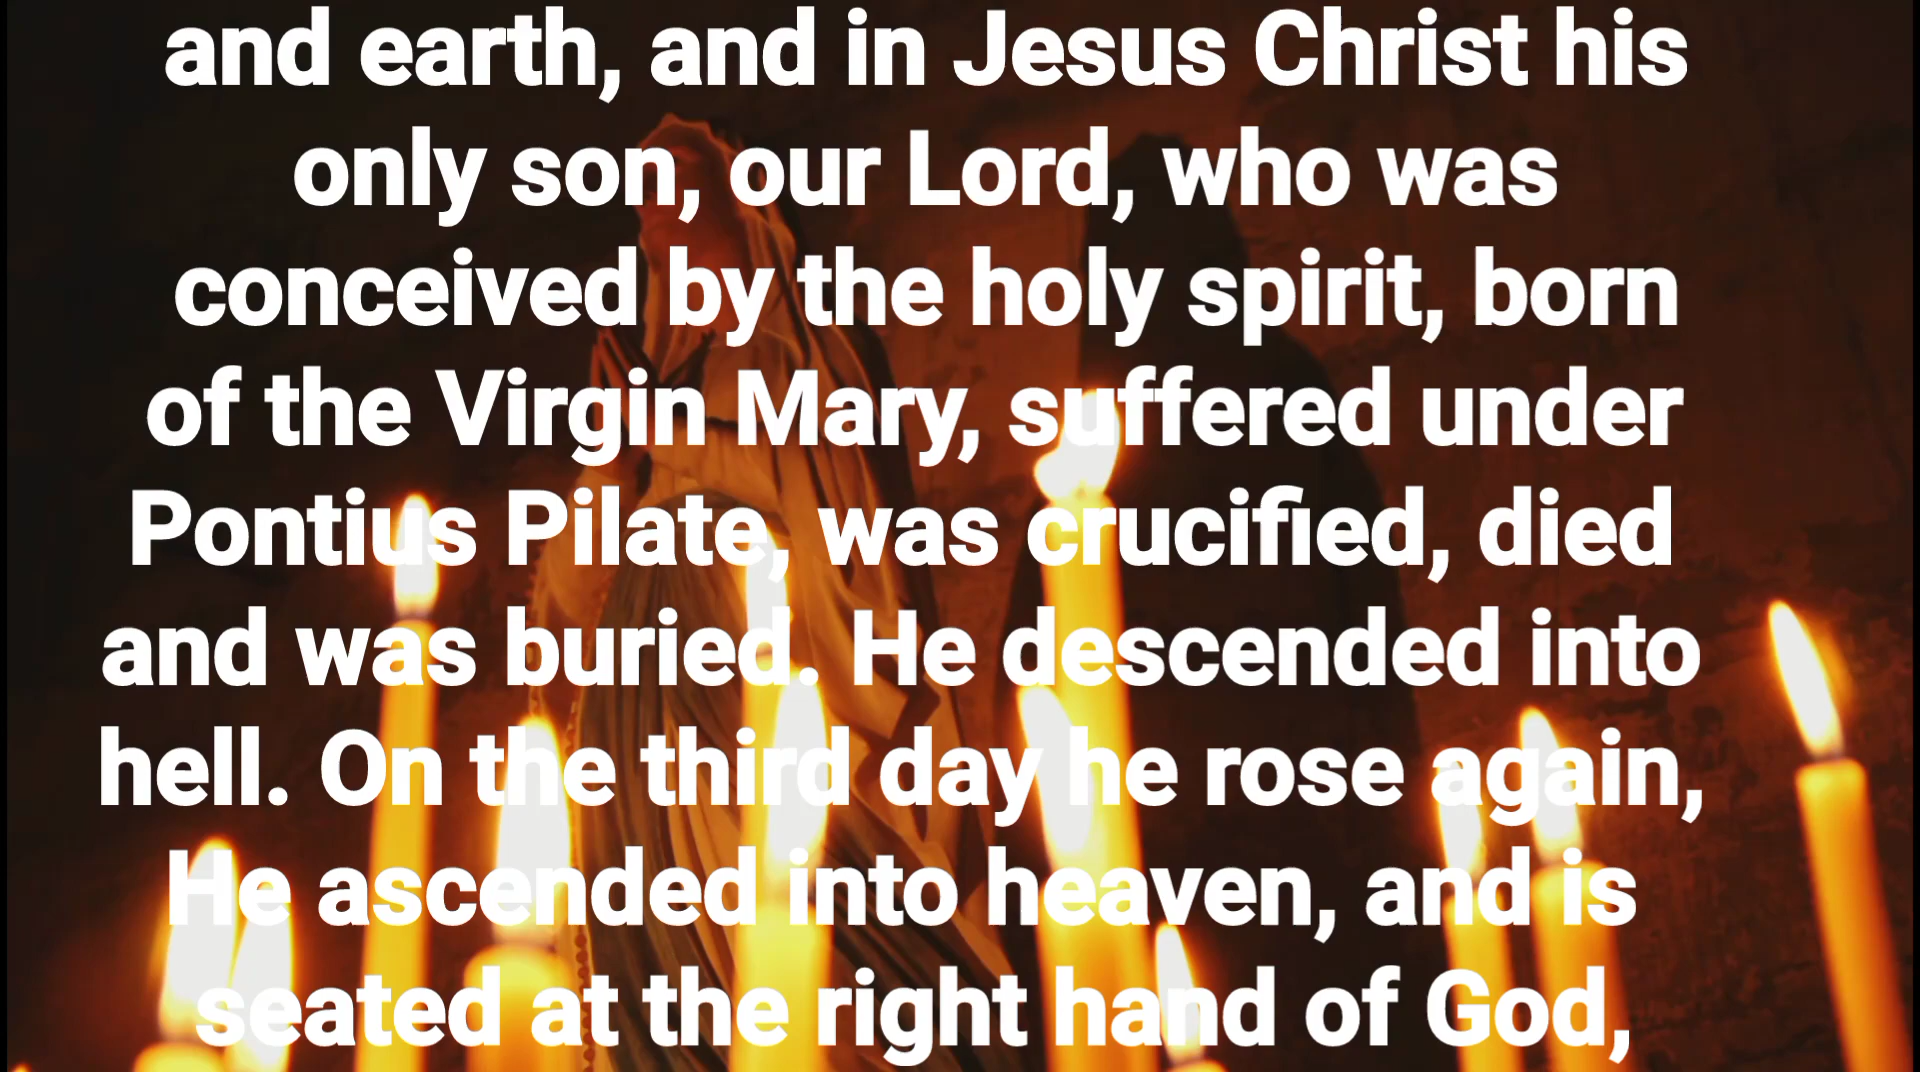 and earth, and in Jesus Christ his
only son, our Lord, who was
conceived by the holy spirit, born
of the Virgin Mary, suffered under
Pontius Pilate, was crucified, died
and was buried. He descended into
hell. On the third day he rose again,
He ascended into heaven, and is
seated at the right hand of God,